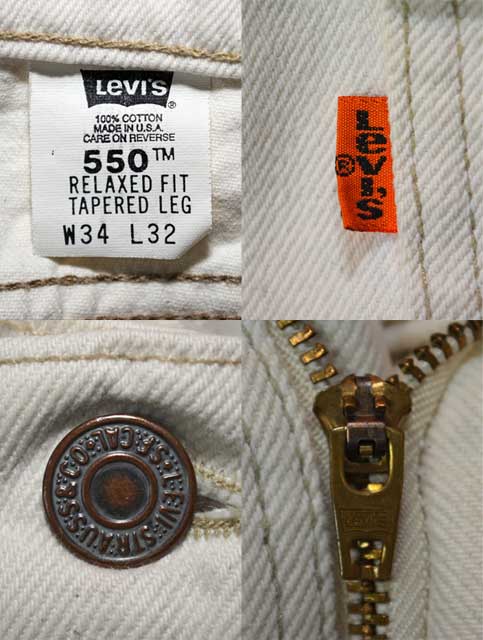 Levi's
®
100% COTTON
MADE IN U.S.A.
CARE ON REVERSE
550™
RELAXED FIT
TAPERED LEG
W34 L32
Levi's
®
LEVI·STRAUSS·&·CO·S.F.CAL·
LEVI'S